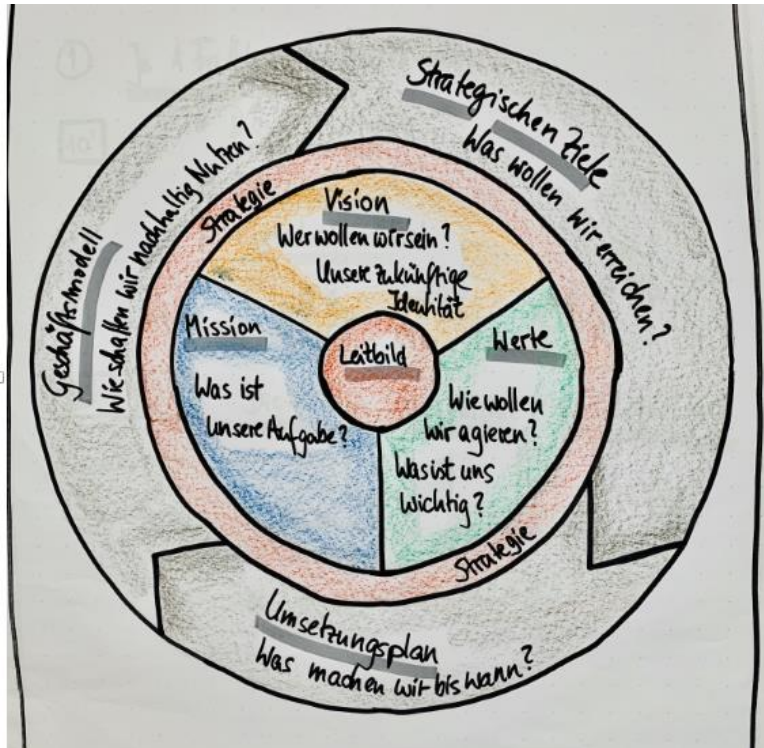 Strategischen Ziele
Was wollen wir erreichen?
Geschäftsmodell
Wie schaffen wir nachhaltig Nutzen?
Strategie
Vision
Wer wollen wir sein?
Unsere zukünftige
Identität
Mission
Was ist
unsere Aufgabe?
Leitbild
Werte
Wie wollen
wir agieren?
Was ist uns
wichtig?
Strategie
Umsetzungsplan
Was machen wir bis wann?